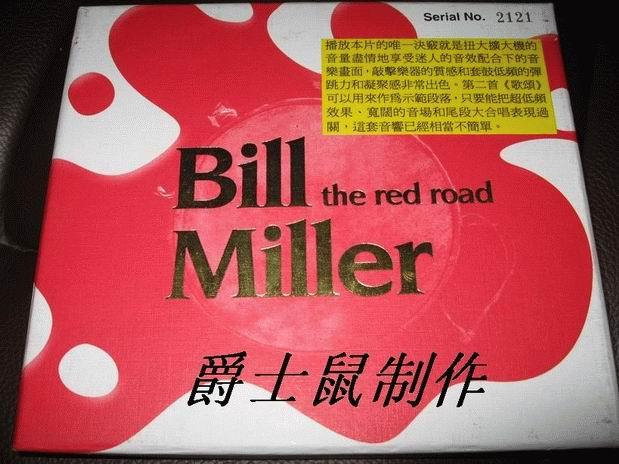 Serial No. 2121
播放本片的唯一決竅就是扭大擴大機的
音量盡情地享受迷人的音效配合下的音
樂畫面，敲擊樂器的質感和套鼓低頻的彈
跳力和凝聚感非常出色。第二首《歌頌》
可以用來作為示範段落，只要能把超低頻
效果、寬闊的音場和尾段大合唱表現過
關，這套音響已經相當不簡單。
Bill the red road
Miller
爵士鼠制作